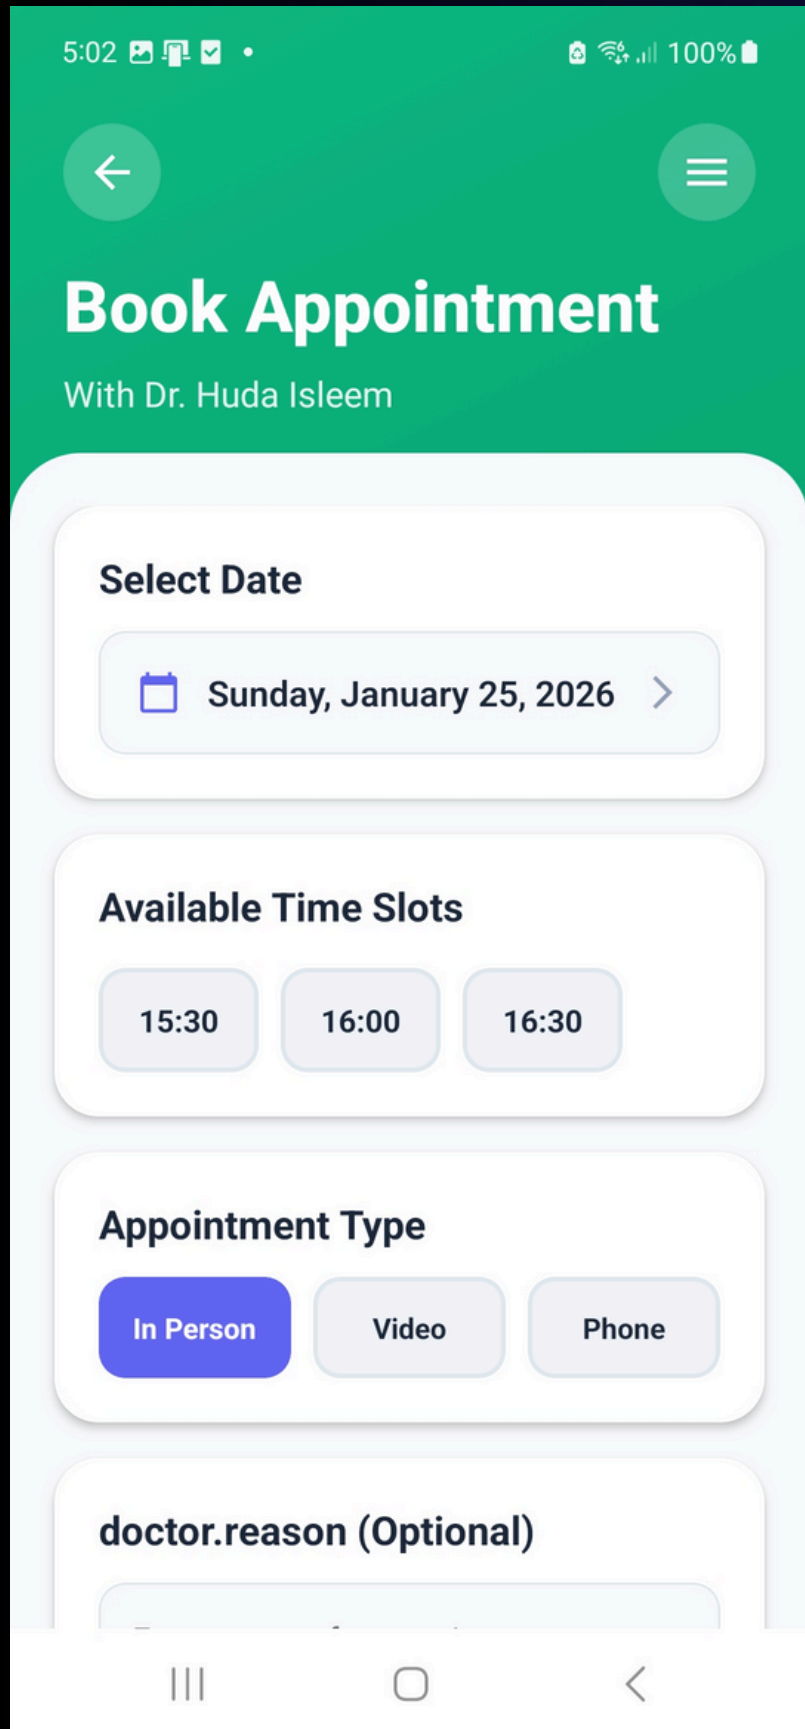 5:02
100%
Book Appointment
With Dr. Huda Isleem
Select Date
Sunday, January 25, 2026
Available Time Slots
15:30 16:00 16:30
Appointment Type
In Person Video Phone
doctor.reason (Optional)